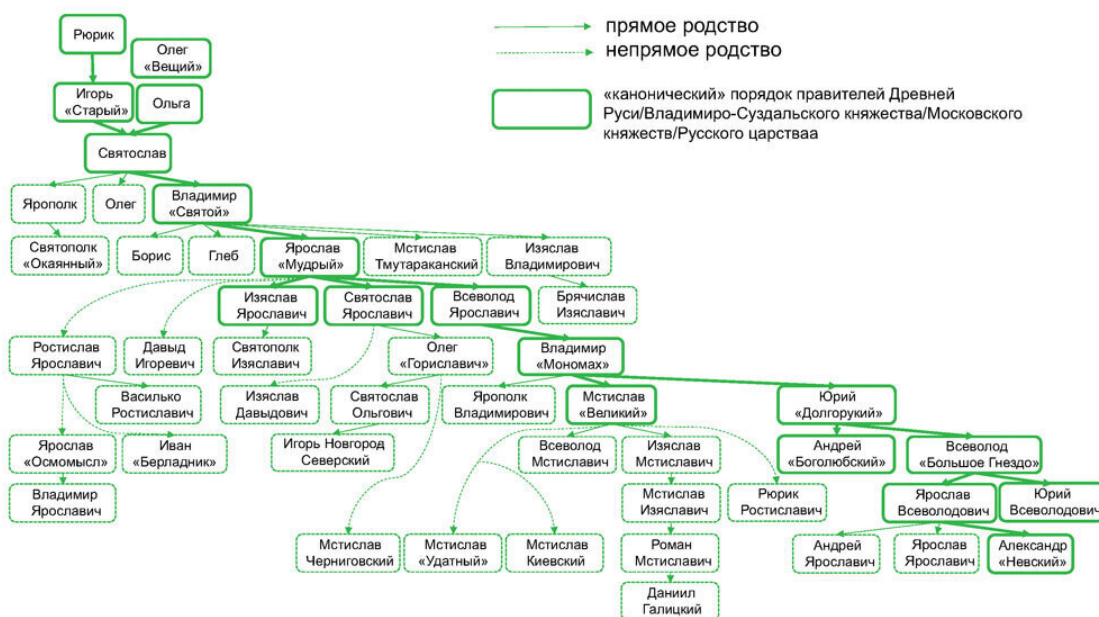 прямое родство
непрямое родство
«канонический» порядок правителей Древней
Руси/Владимиро-Суздальского княжества/Московского
княжеств/Русского царстваа
Рюрик
Олег
«Вещий»
Игорь
«Старый»
Ольга
Святослав
Ярополк
Олег
Владимир
«Святой»
Святополк
«Окаянный»
Борис
Глеб
Ярослав
«Мудрый»
Мстислав
Тмутараканский
Изяслав
Владимирович
Изяслав
Ярославич
Святослав
Ярославич
Всеволод
Ярославич
Брячислав
Изяславич
Ростислав
Ярославич
Давыд
Игоревич
Святополк
Изяславич
Олег
«Гориславич»
Владимир
«Мономах»
Василько
Ростиславич
Изяслав
Давыдович
Святослав
Ольгович
Ярополк
Владимирович
Мстислав
«Великий»
Юрий
«Долгорукий»
Ярослав
«Осмомысл»
Иван
«Берладник»
Игорь Новгород
Северский
Всеволод
Мстиславич
Изяслав
Мстиславич
Андрей
«Боголюбский»
Всеволод
«Большое Гнездо»
Владимир
Ярославич
Мстислав
Изяславич
Рюрик
Ростиславич
Ярослав
Всеволодович
Юрий
Всеволодович
Мстислав
Черниговский
Мстислав
«Удатный»
Мстислав
Киевский
Роман
Мстиславич
Андрей
Ярославич
Ярослав
Ярославич
Александр
«Невский»
Даниил
Галицкий